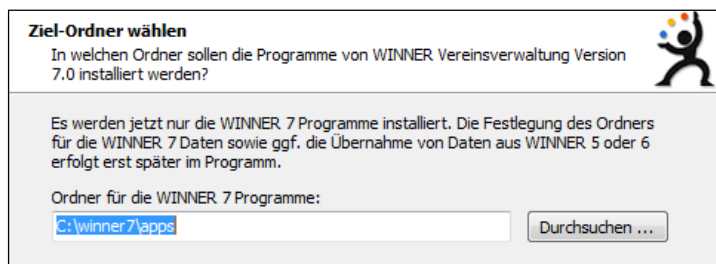 Ziel-Ordner wählen
In welchen Ordner sollen die Programme von WINNER Vereinsverwaltung Version
7.0 installiert werden?
Es werden jetzt nur die WINNER 7 Programme installiert. Die Festlegung des Ordners
für die WINNER 7 Daten sowie ggf. die Übernahme von Daten aus WINNER 5 oder 6
erfolgt erst später im Programm.
Ordner für die WINNER 7 Programme:
C:\winner7\apps
Durchsuchen ...